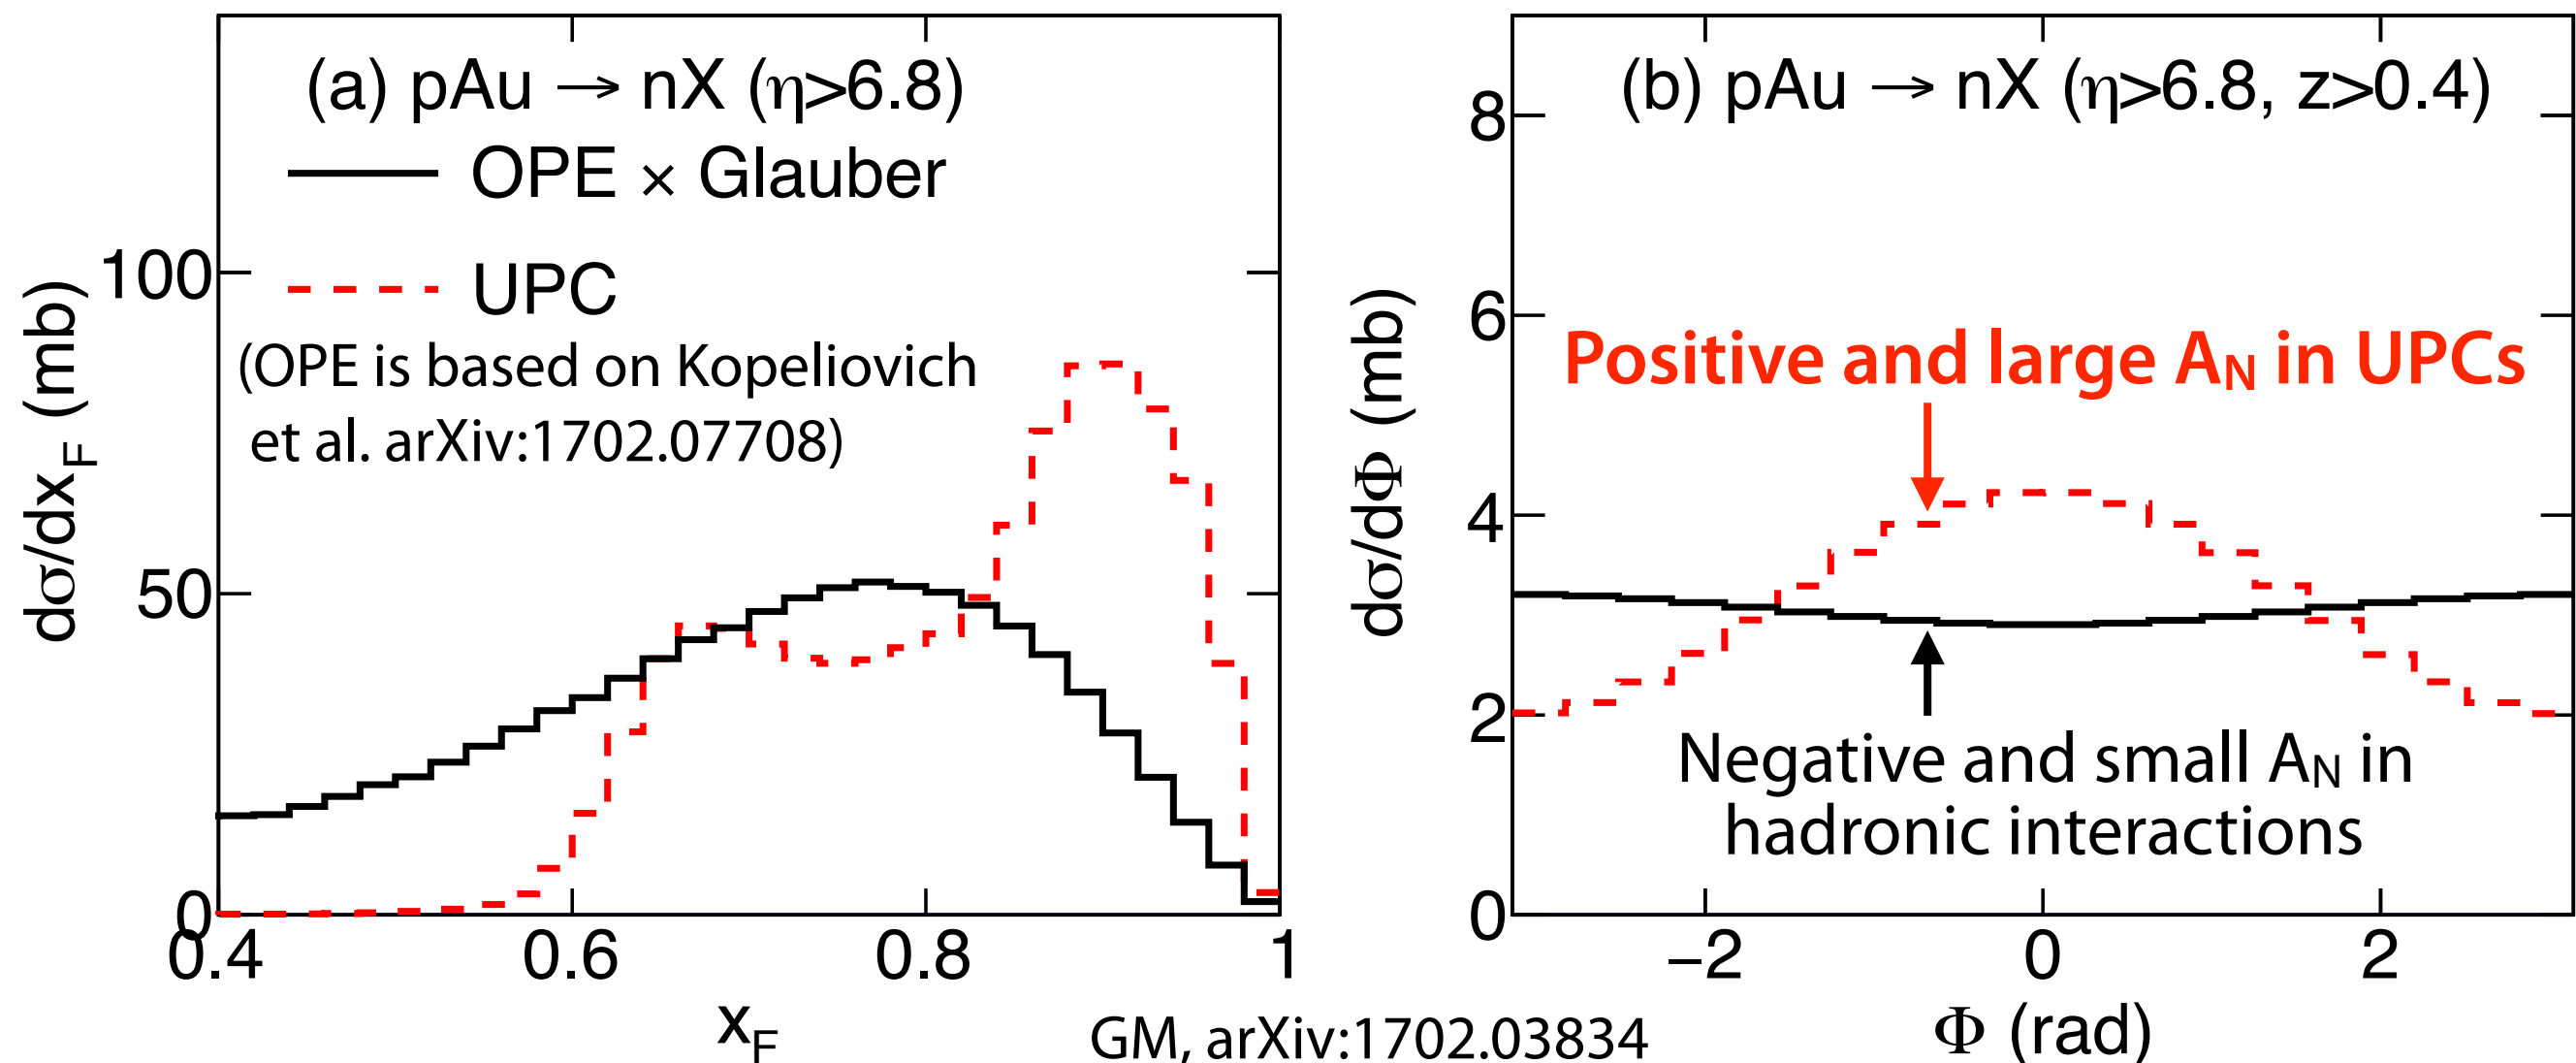 (a) pAu → nX (η>6.8)
OPE × Glauber
UPC
(OPE is based on Kopeliovich
et al. arXiv:1702.07708)
dσ/dx_F (mb)
100
50
0
0.4 0.6 0.8 1
x_F
(b) pAu → nX (η>6.8, z>0.4)
Positive and large A_N in UPCs
Negative and small A_N in
hadronic interactions
dσ/dΦ (mb)
8
6
4
2
0
−2 0 2
Φ (rad)
GM, arXiv:1702.03834